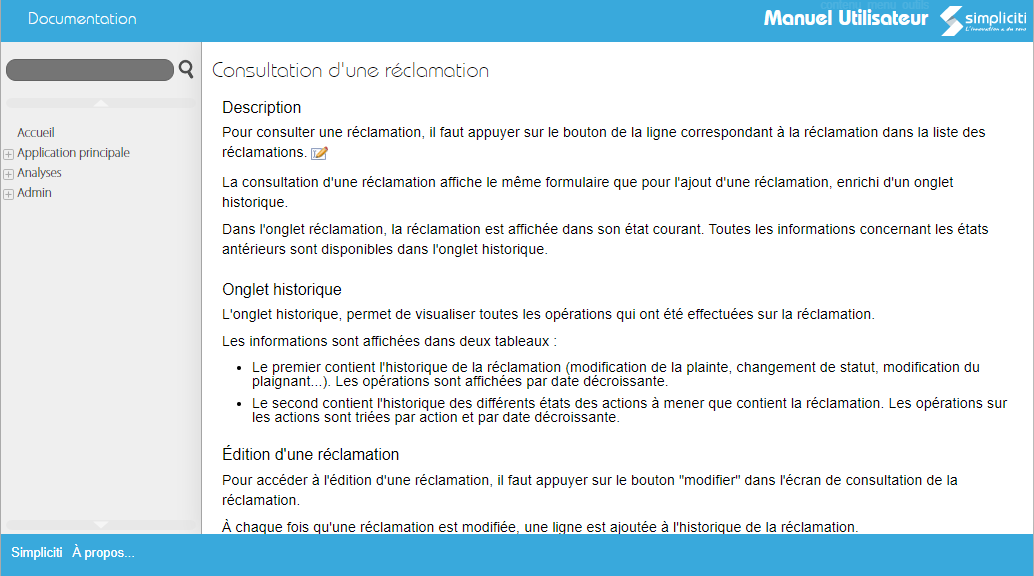 Documentation
contenu menu outils
Manuel Utilisateur
simpliciti
Consultation d'une réclamation
Accueil
Application principale
Analyses
Admin
Description
Pour consulter une réclamation, il faut appuyer sur le bouton de la ligne correspondant à la réclamation dans la liste des
réclamations.
La consultation d'une réclamation affiche le même formulaire que pour l'ajout d'une réclamation, enrichi d'un onglet
historique.
Dans l'onglet réclamation, la réclamation est affichée dans son état courant. Toutes les informations concernant les états
antérieurs sont disponibles dans l'onglet historique.
Onglet historique
L'onglet historique, permet de visualiser toutes les opérations qui ont été effectuées sur la réclamation.
Les informations sont affichées dans deux tableaux :
• Le premier contient l'historique de la réclamation (modification de la plainte, changement de statut, modification du
plaignant...). Les opérations sont affichées par date décroissante.
• Le second contient l'historique des différents états des actions à mener que contient la réclamation. Les opérations sur
les actions sont triées par action et par date décroissante.
Édition d'une réclamation
Pour accéder à l'édition d'une réclamation, il faut appuyer sur le bouton "modifier" dans l'écran de consultation de la
réclamation.
À chaque fois qu'une réclamation est modifiée, une ligne est ajoutée à l'historique de la réclamation.
Simpliciti À propos...